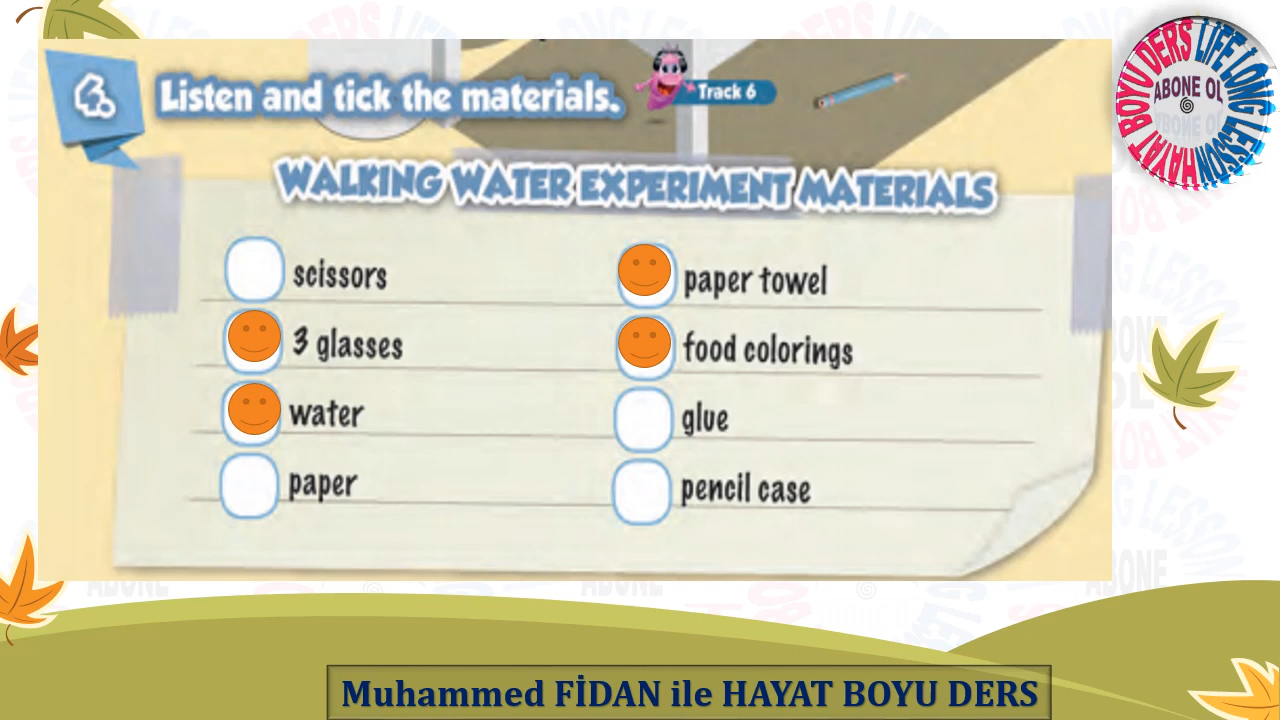 Listen and tick the materials.
Track 6
WALKING WATER EXPERIMENT MATERIALS
scissors
3 glasses
water
paper
paper towel
food colorings
glue
pencil case
HAYAT BOYU DERS LIFE LONG LESSON
ABONE OL
Muhammed FİDAN ile HAYAT BOYU DERS